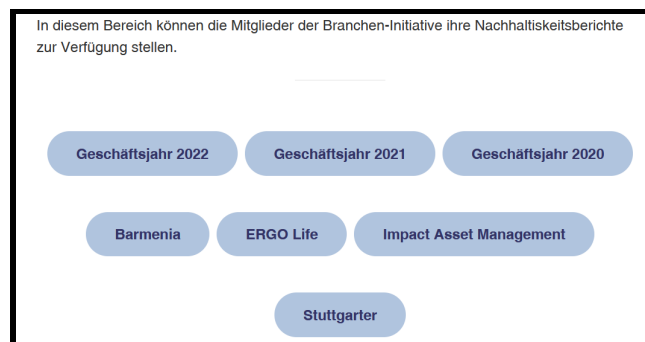 In diesem Bereich können die Mitglieder der Branchen-Initiative ihre Nachhaltiskeitsberichte
zur Verfügung stellen.
Geschäftsjahr 2022 Geschäftsjahr 2021 Geschäftsjahr 2020
Barmenia ERGO Life Impact Asset Management
Stuttgarter